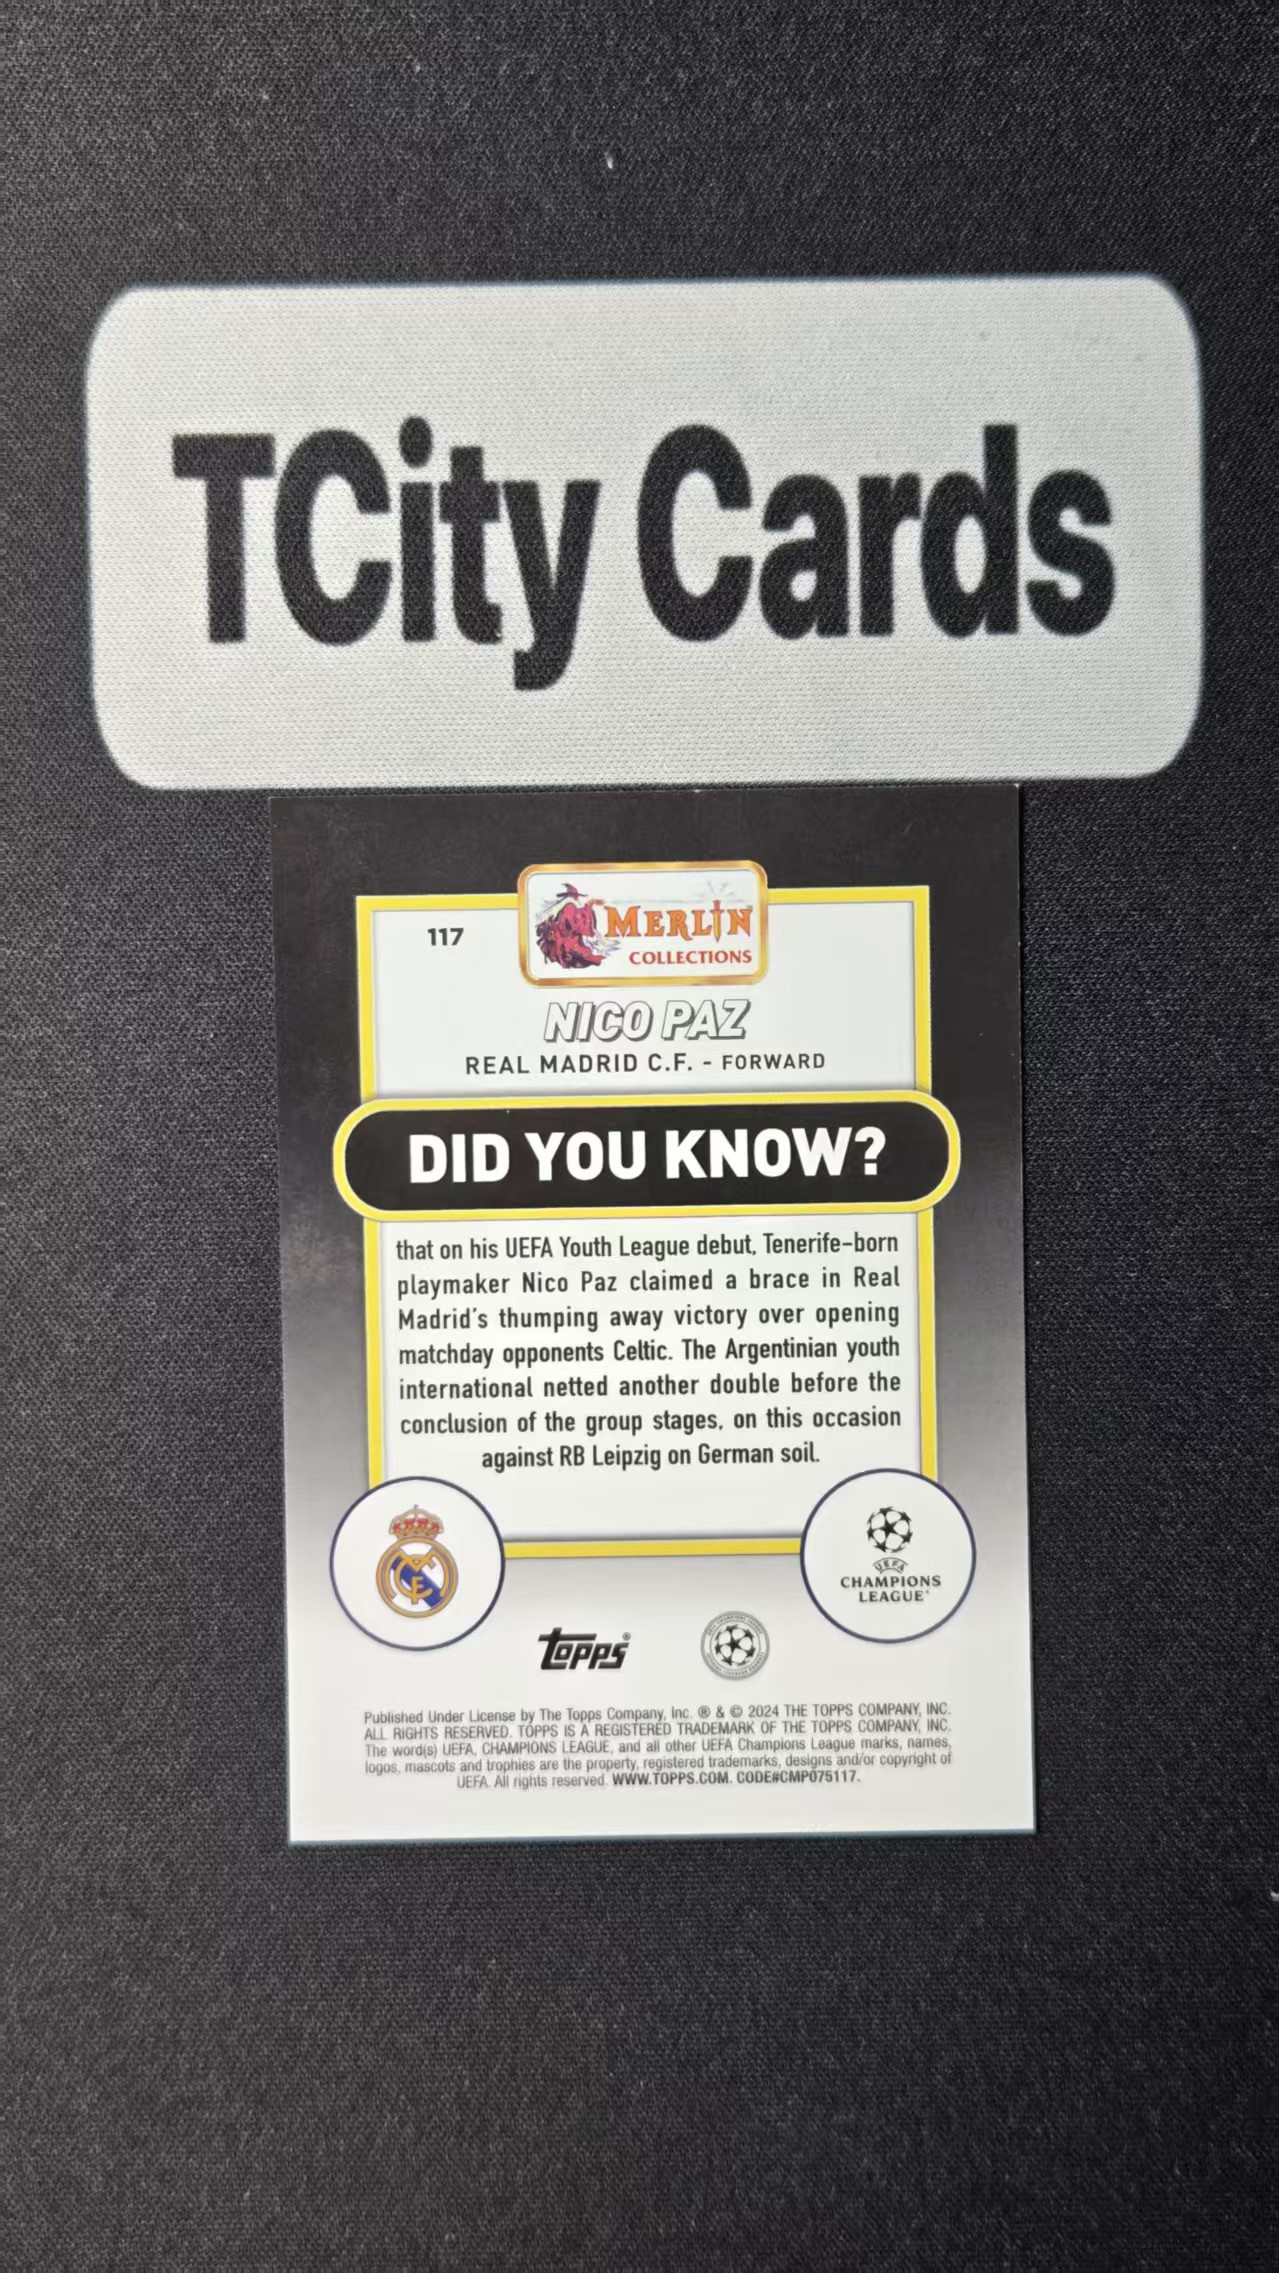 TCity Cards
117
MERLIN
COLLECTIONS
NICO PAZ
REAL MADRID C.F. - FORWARD
DID YOU KNOW?
that on his UEFA Youth League debut, Tenerife-born
playmaker Nico Paz claimed a brace in Real
Madrid's thumping away victory over opening
matchday opponents Celtic. The Argentinian youth
international netted another double before the
conclusion of the group stages, on this occasion
against RB Leipzig on German soil.
UEFA
CHAMPIONS
LEAGUE
topps®
Published Under License by The Topps Company, Inc. ® & © 2024 THE TOPPS COMPANY, INC.
ALL RIGHTS RESERVED. TOPPS IS A REGISTERED TRADEMARK OF THE TOPPS COMPANY, INC.
The word(s) UEFA, CHAMPIONS LEAGUE, and all other UEFA Champions League marks, names,
logos, mascots and trophies are the property, registered trademarks, designs and/or copyright of
UEFA. All rights reserved. WWW.TOPPS.COM. CODE#CMP075117.